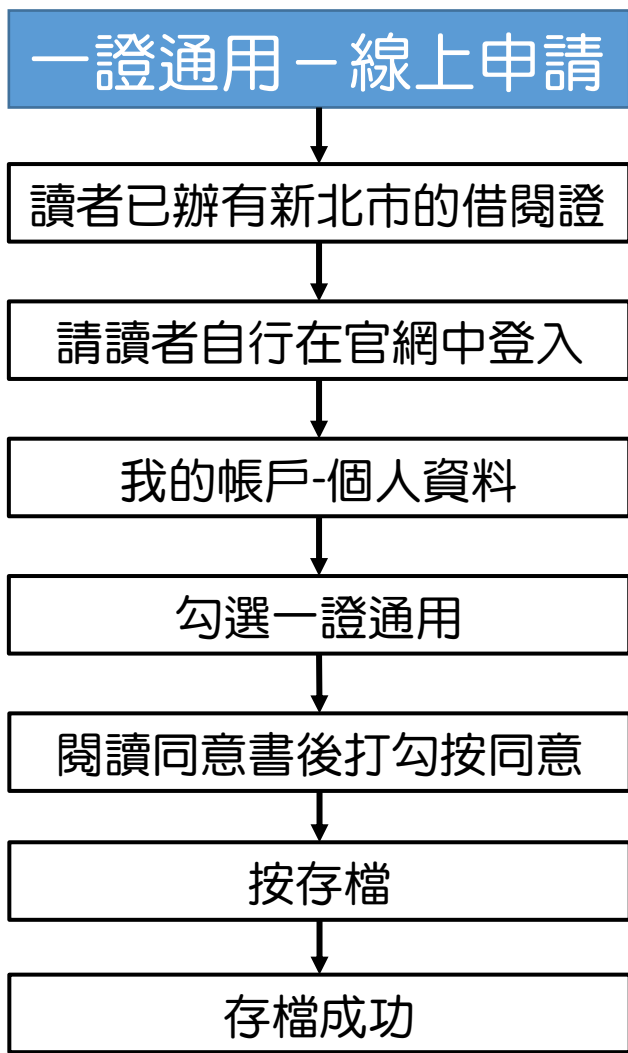 一證通用－線上申請
讀者已辦有新北市的借閱證
請讀者自行在官網中登入
我的帳戶-個人資料
勾選一證通用
閱讀同意書後打勾按同意
按存檔
存檔成功